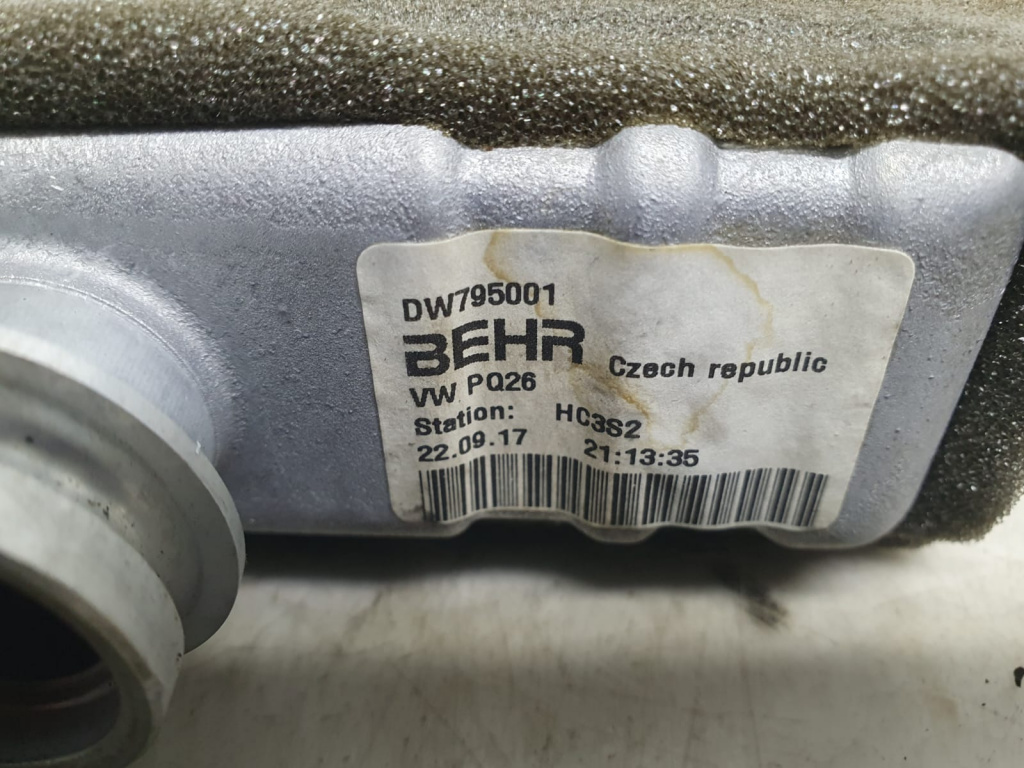 DW795001
BEHR Czech republic
VW PQ26
Station: HC3S2
22.09.17 21:13:35